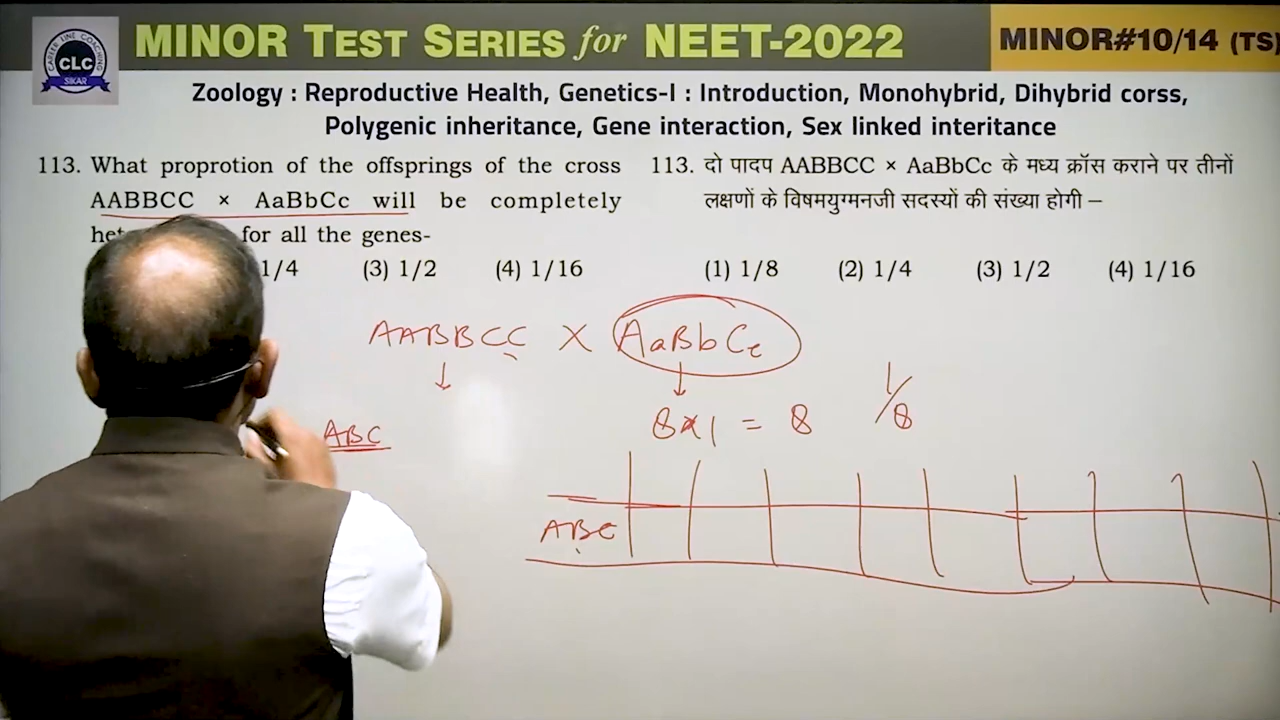 CAREER LINE COACHING
CLC
SIKAR
MINOR TEST SERIES for NEET-2022
MINOR#10/14 (TS)
Zoology : Reproductive Health, Genetics-I : Introduction, Monohybrid, Dihybrid corss,
Polygenic inheritance, Gene interaction, Sex linked interitance
113. What proprotion of the offsprings of the cross
AABBCC × AaBbCc will be completely
het for all the genes-
1/4 (3) 1/2 (4) 1/16
113. दो पादप AABBCC × AaBbCc के मध्य क्रॉस कराने पर तीनों
लक्षणों के विषमयुग्मनजी सदस्यों की संख्या होगी –
(1) 1/8 (2) 1/4 (3) 1/2 (4) 1/16
AABBCC X AaBbCc
8×1 = 8 1/8
ABC
ABC